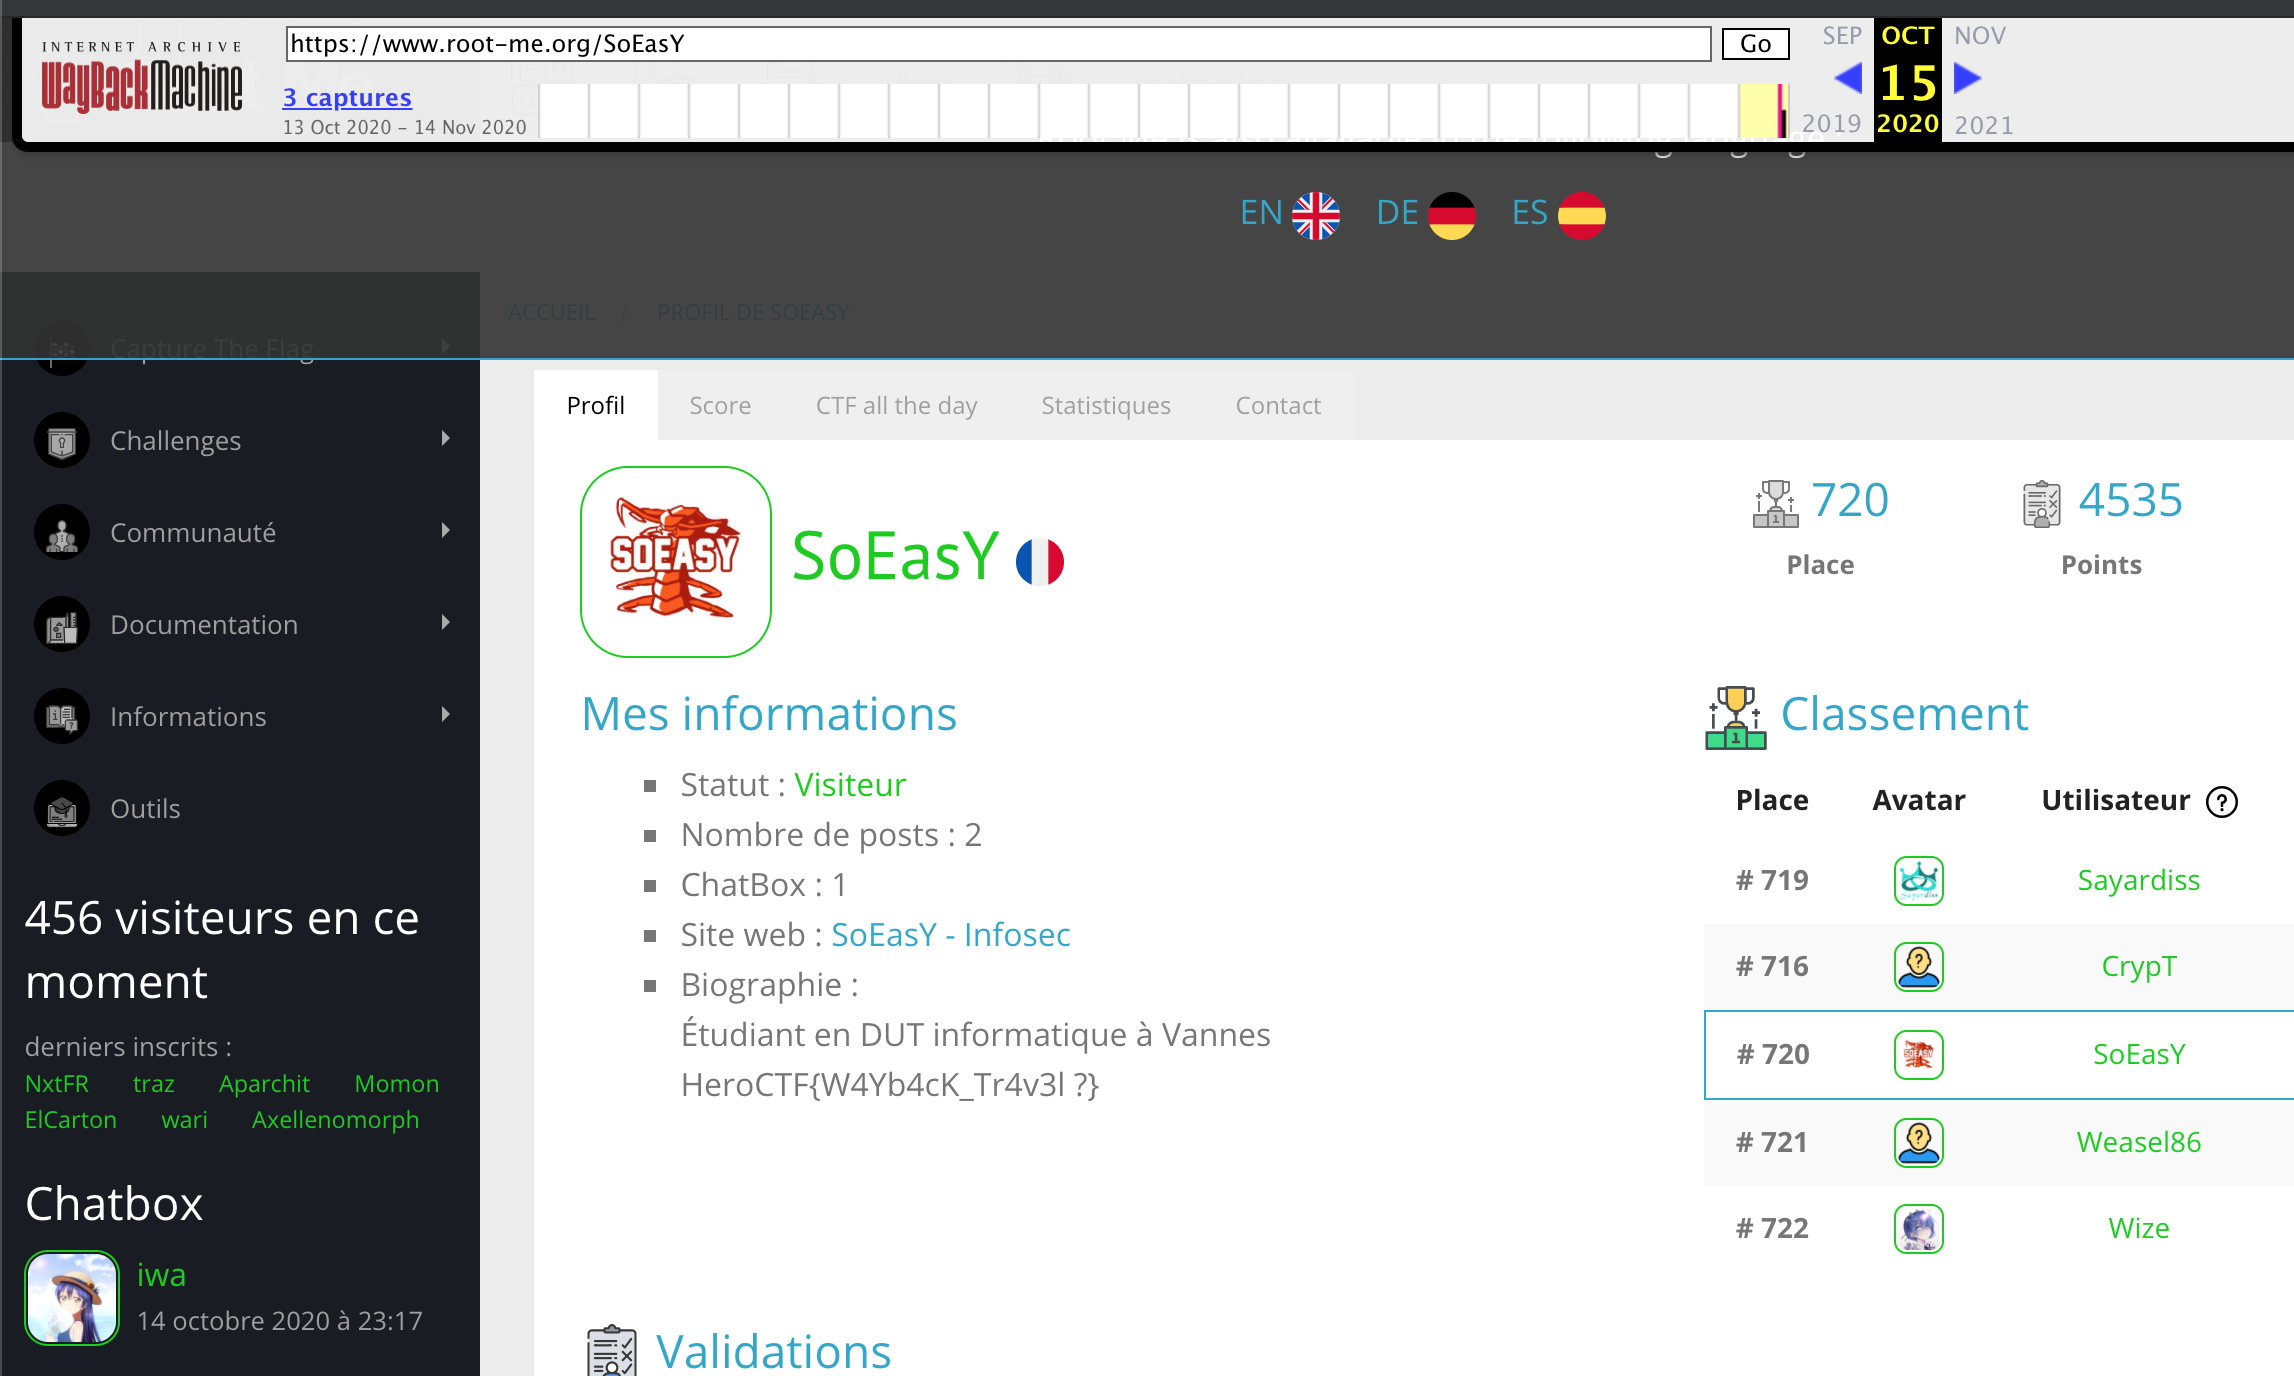 INTERNET ARCHIVE
WayBackMachine
https://www.root-me.org/SoEasY
Go
3 captures
13 Oct 2020 - 14 Nov 2020
SEP OCT NOV
15
2019 2020 2021
EN DE ES
ACCUEIL / PROFIL DE SOEASY
Capture The Flag
Challenges
Communauté
Documentation
Informations
Outils
456 visiteurs en ce
moment
derniers inscrits :
NxtFR traz Aparchit Momon
ElCarton wari Axellenomorph
Chatbox
iwa
14 octobre 2020 à 23:17
Profil Score CTF all the day Statistiques Contact
SOEASY
SoEasY
720
Place
4535
Points
Mes informations
Statut : Visiteur
Nombre de posts : 2
ChatBox : 1
Site web : SoEasY - Infosec
Biographie :
Étudiant en DUT informatique à Vannes
HeroCTF{W4Yb4cK_Tr4v3l ?}
Classement
Place Avatar Utilisateur ?
# 719 Sayardiss
# 716 CrypT
# 720 SoEasY
# 721 Weasel86
# 722 Wize
Validations